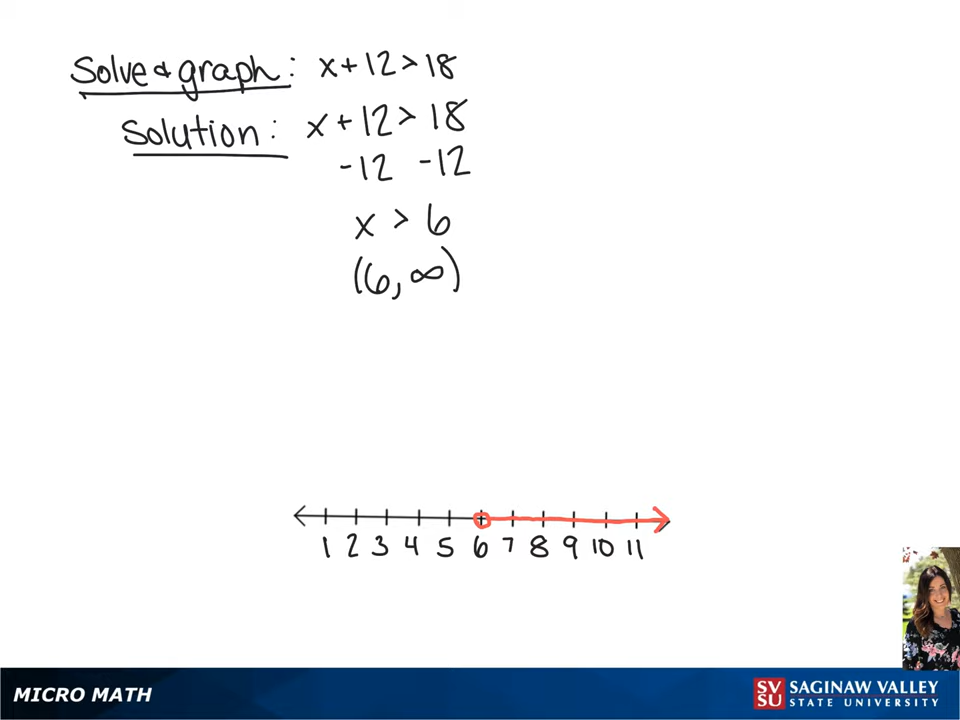 Solve & graph: x + 12 > 18
Solution: x + 12 > 18
-12 -12
x > 6
(6, ∞)
1 2 3 4 5 6 7 8 9 10 11
MICRO MATH
SV SU SAGINAW VALLEY STATE UNIVERSITY